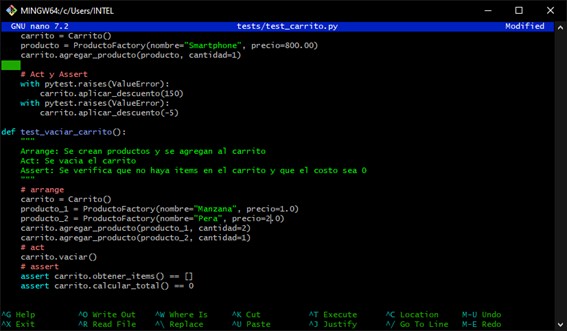 MINGW64:/c/Users/INTEL
GNU nano 7.2 tests/test_carrito.py Modified
carrito = Carrito()
producto = ProductoFactory(nombre="Smartphone", precio=800.00)
carrito.agregar_producto(producto, cantidad=1)
# Act y Assert
with pytest.raises(ValueError):
carrito.aplicar_descuento(150)
with pytest.raises(ValueError):
carrito.aplicar_descuento(-5)
def test_vaciar_carrito():
"""
Arrange: Se crean productos y se agregan al carrito
Act: Se vacia el carrito
Assert: Se verifica que no haya items en el carrito y que el costo sea 0
"""
# arrange
carrito = Carrito()
producto_1 = ProductoFactory(nombre="Manzana", precio=1.0)
producto_2 = ProductoFactory(nombre="Pera", precio=2.0)
carrito.agregar_producto(producto_1, cantidad=2)
carrito.agregar_producto(producto_2, cantidad=1)
# act
carrito.vaciar()
# assert
assert carrito.obtener_items() == []
assert carrito.calcular_total() == 0
^G Help ^O Write Out ^W Where Is ^K Cut ^T Execute ^C Location M-U Undo
^X Exit ^R Read File ^\ Replace ^U Paste ^J Justify ^/ Go To Line M-E Redo